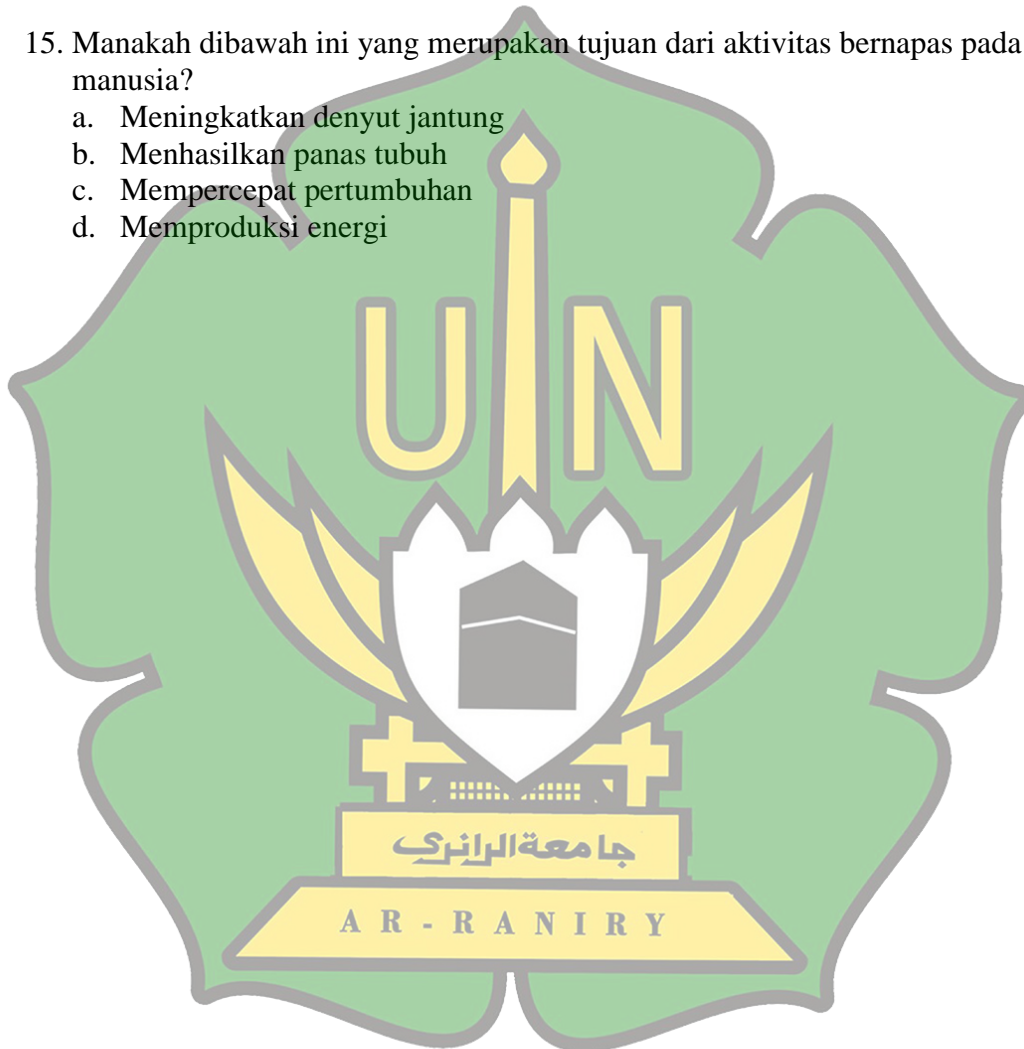 15. Manakah dibawah ini yang merupakan tujuan dari aktivitas bernapas pada
manusia?
a. Meningkatkan denyut jantung
b. Menhasilkan panas tubuh
c. Mempercepat pertumbuhan
d. Memproduksi energi
UIN
جامعةالرانري
AR-RANIRY